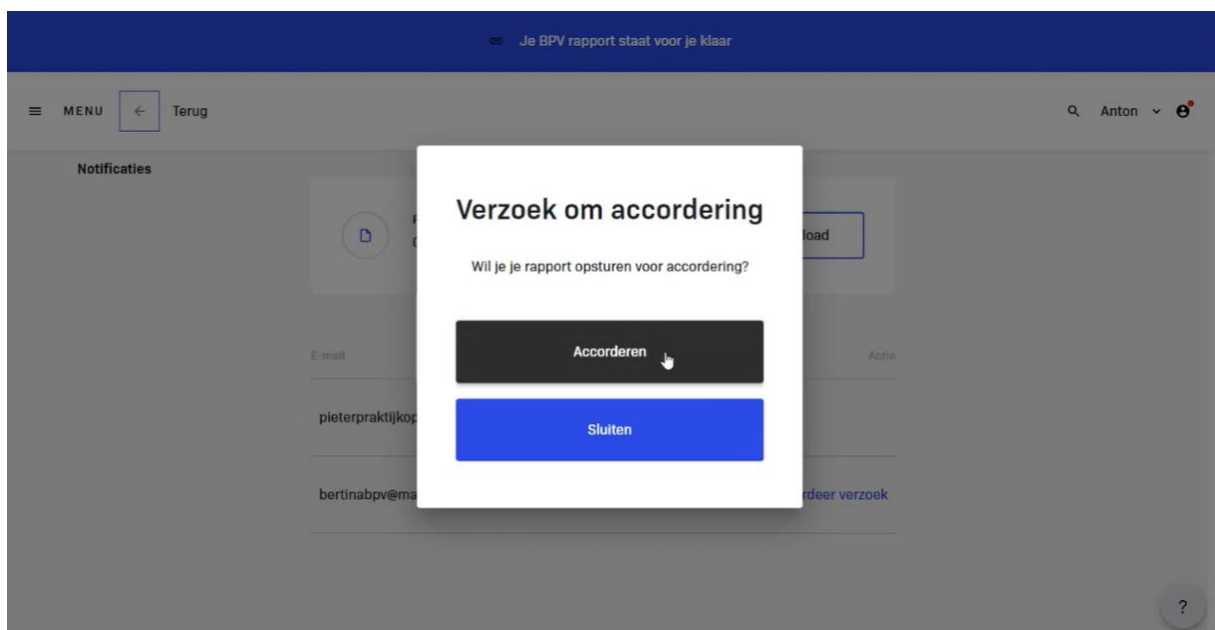 Je BPV rapport staat voor je klaar
MENU Terug Anton
Notificaties
Verzoek om accordering
load
Wil je je rapport opsturen voor accordering?
Accorderen
E-mail Actie
pieterpraktijkop
Sluiten
bertinabpv@ma rdeer verzoek
?